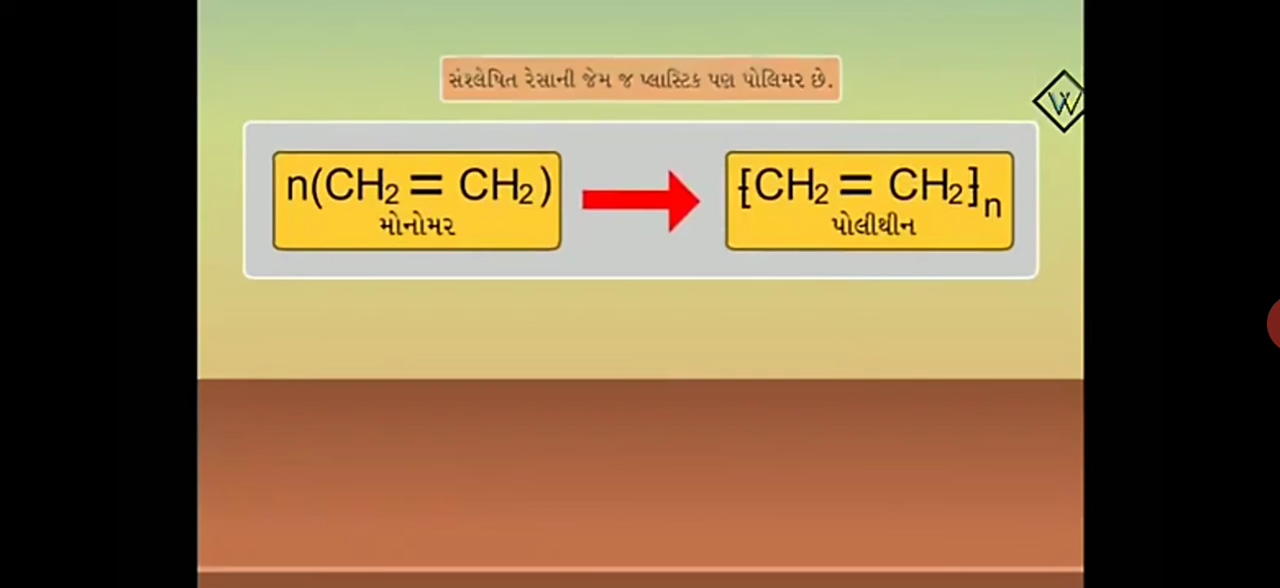 સંશ્લેષિત રેસાની જેમ જ પ્લાસ્ટિક પણ પોલિમર છે.
W
n(CH₂ = CH₂) [CH₂ = CH₂]ₙ
મોનોમર પોલીથીન